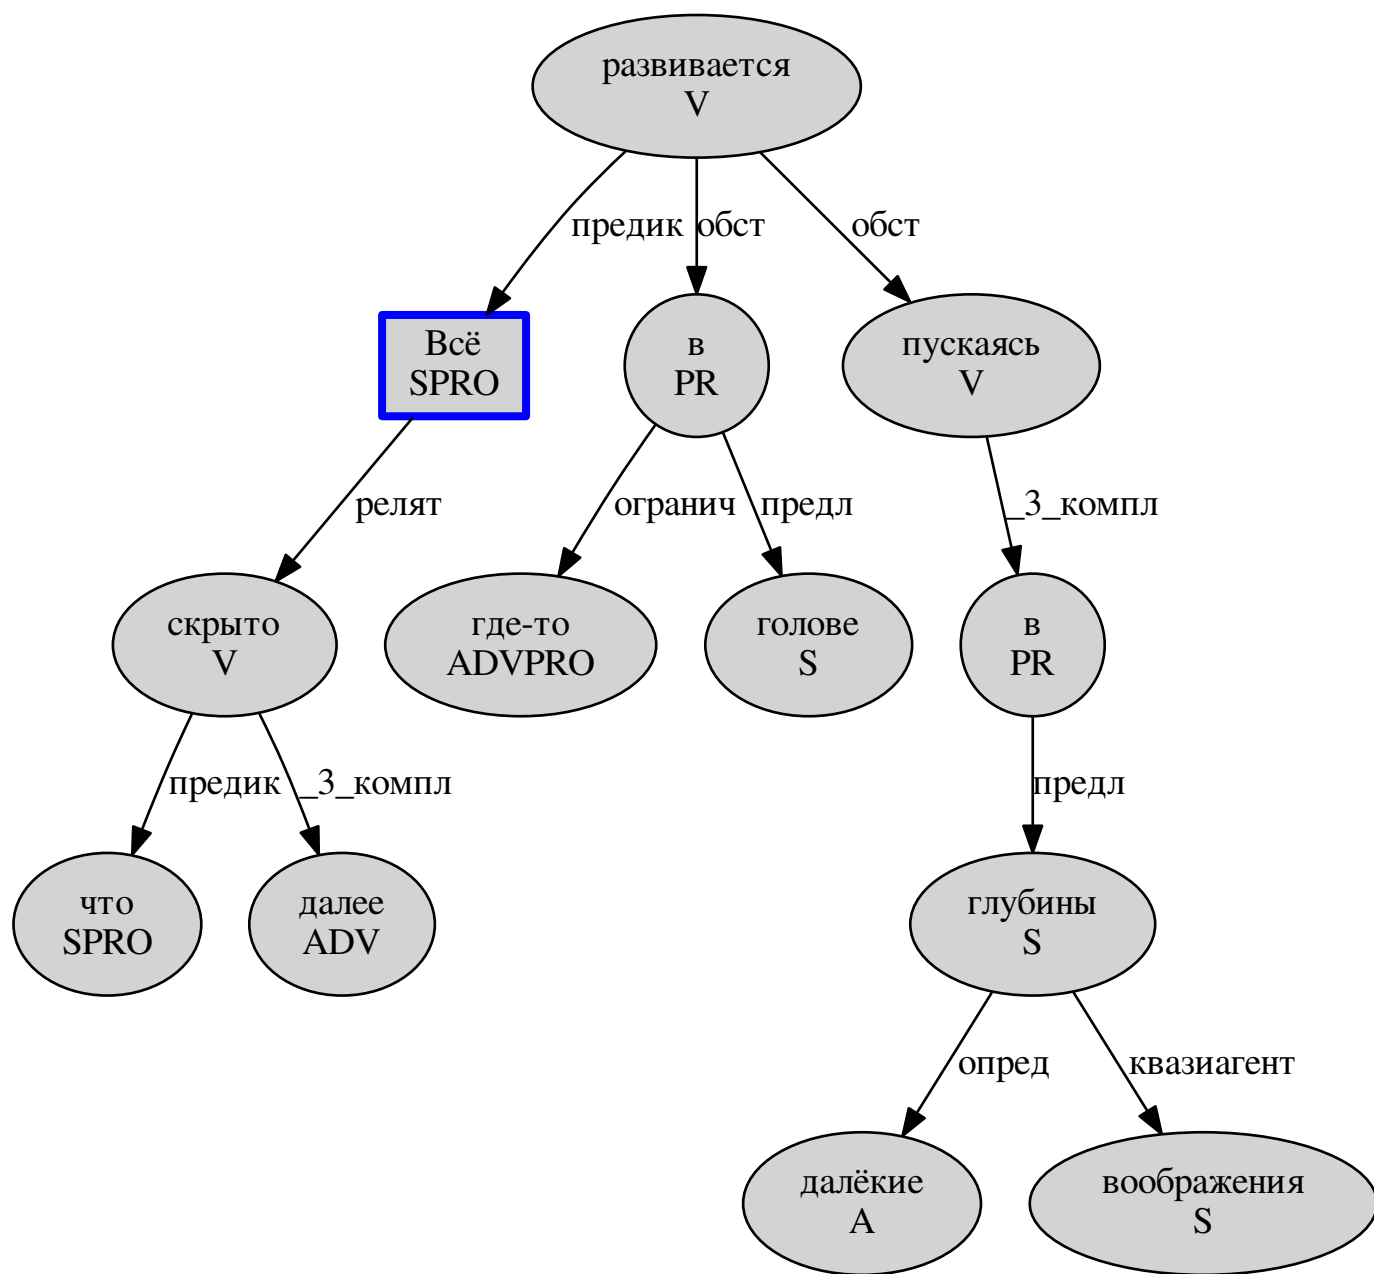 развивается
V
предик
обст
обст
Всё
SPRO
в
PR
пускаясь
V
релят
огранич
предл
_3_компл
скрыто
V
где-то
ADVPRO
голове
S
в
PR
предик
_3_компл
предл
что
SPRO
далее
ADV
глубины
S
опред
квазиагент
далёкие
A
воображения
S